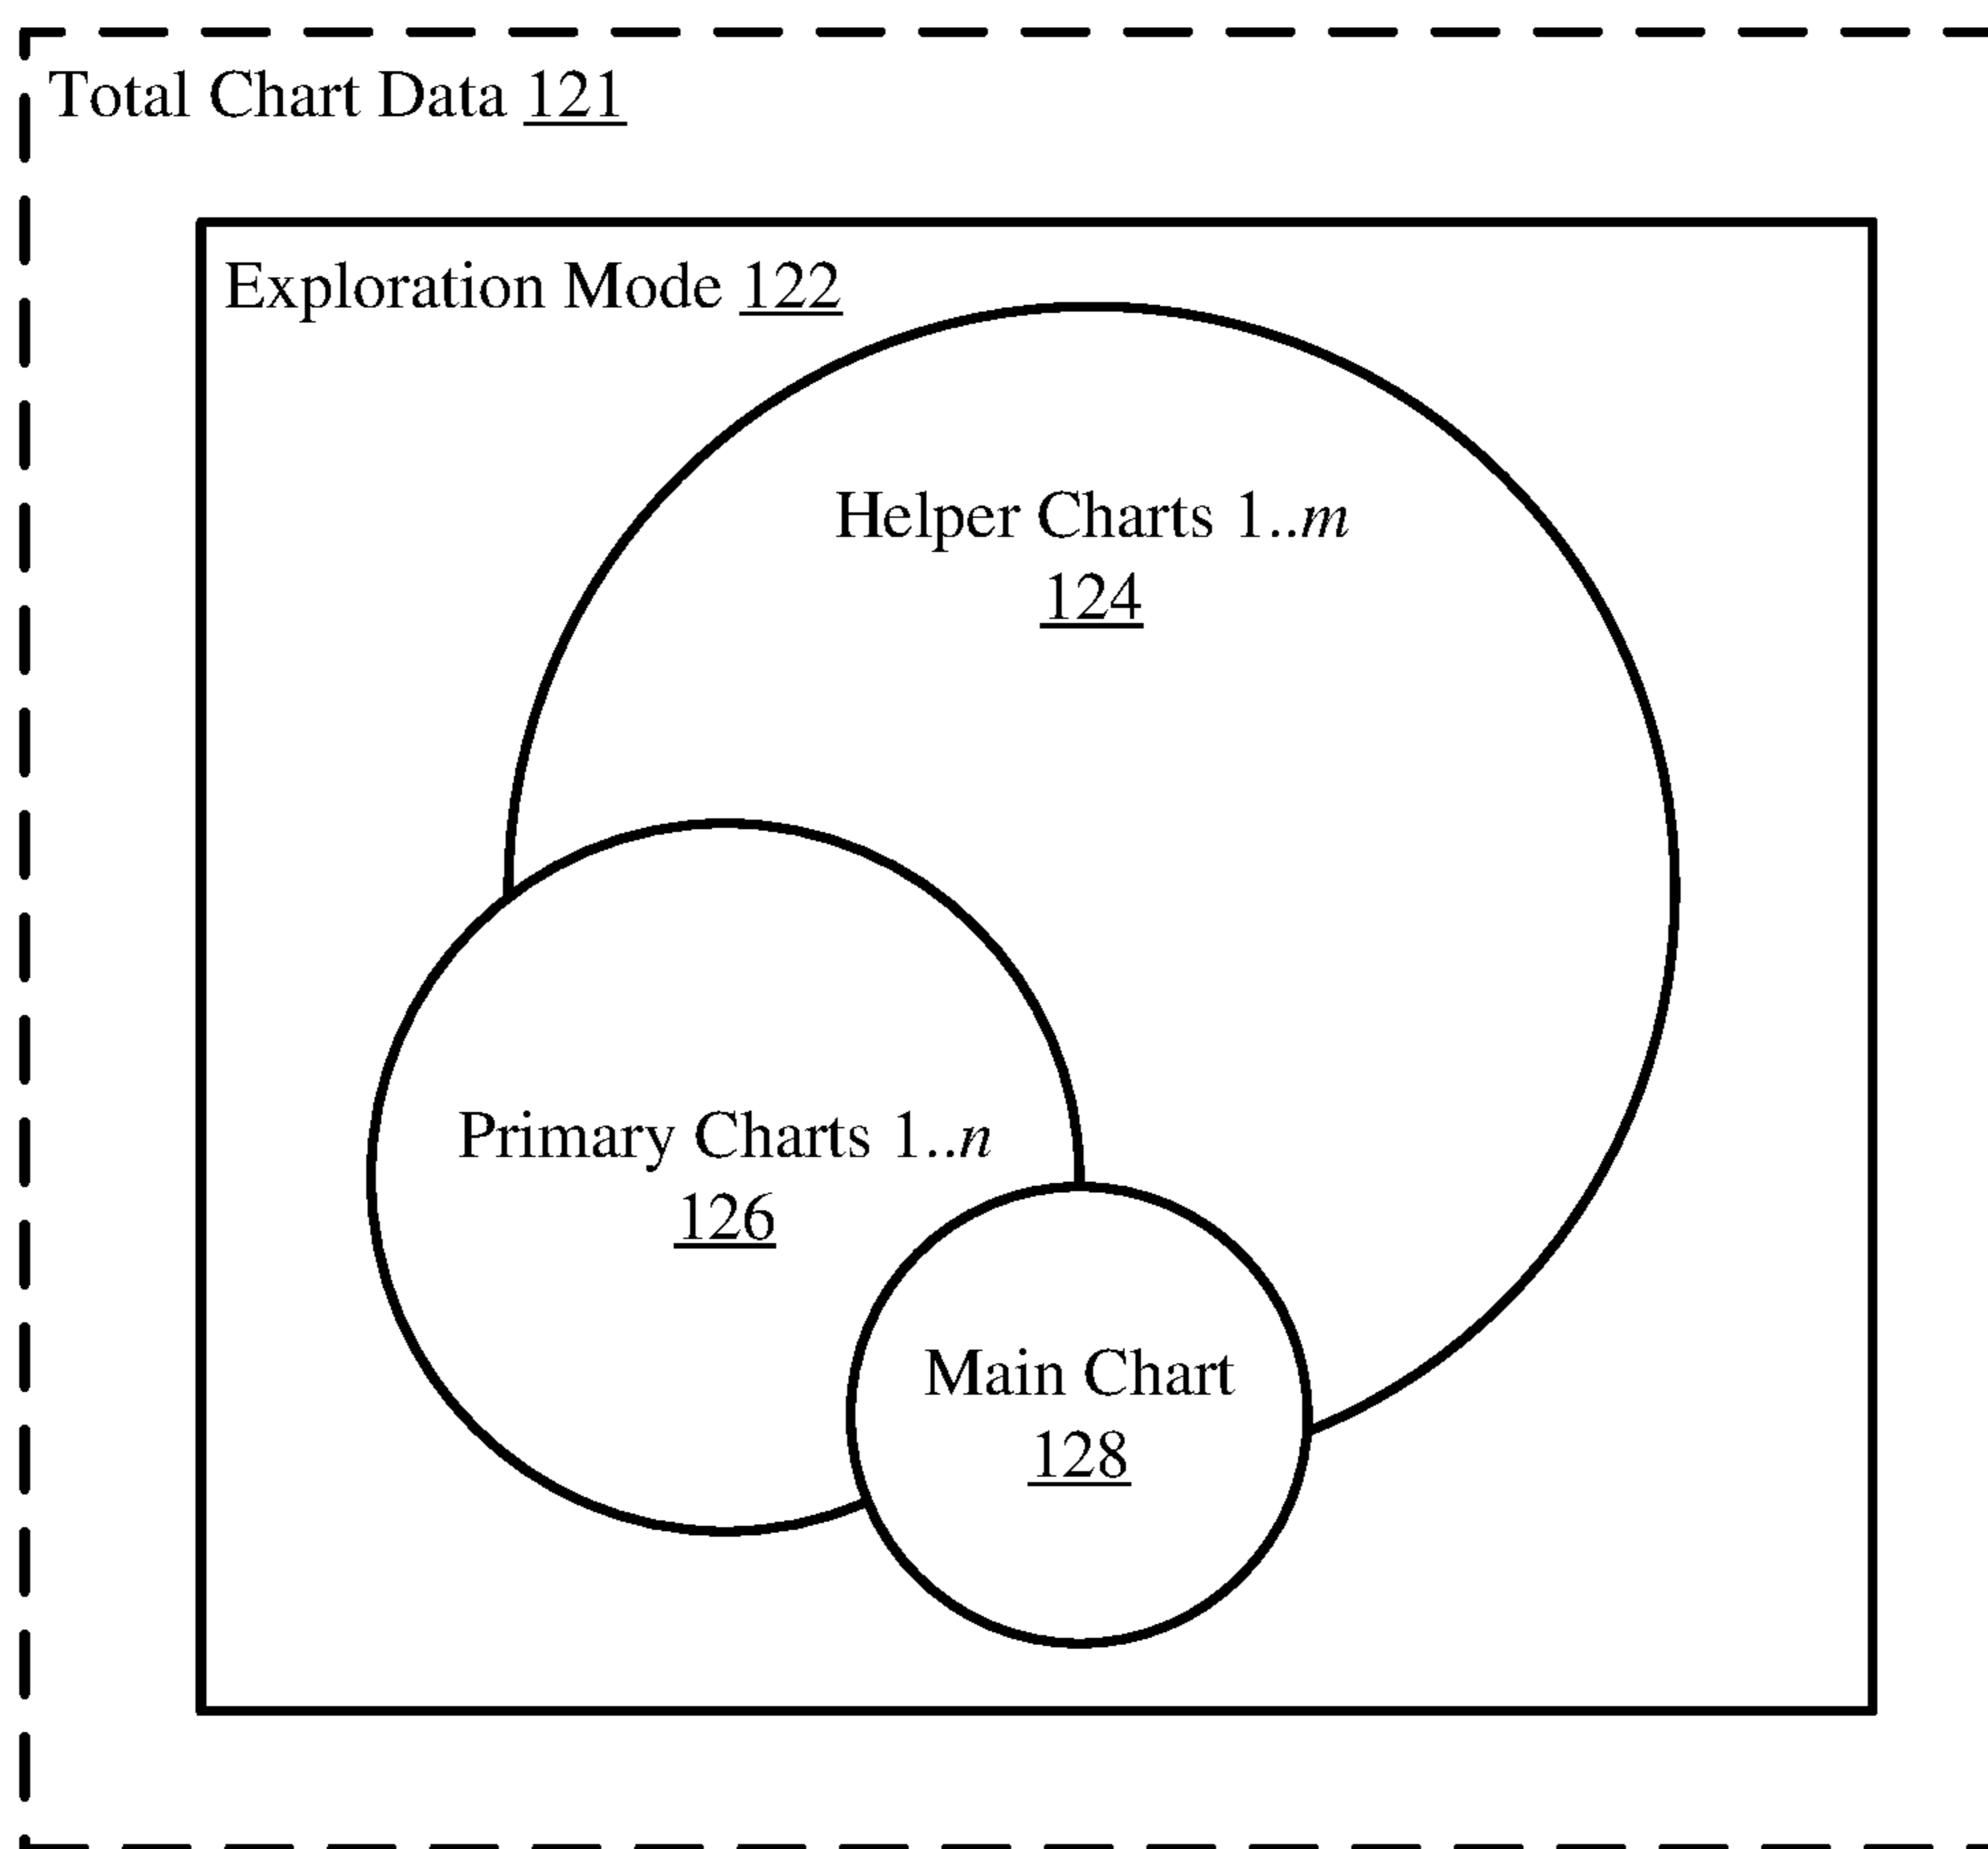 Total Chart Data 121
Exploration Mode 122
Helper Charts 1..m
124
Primary Charts 1..n
126
Main Chart
128